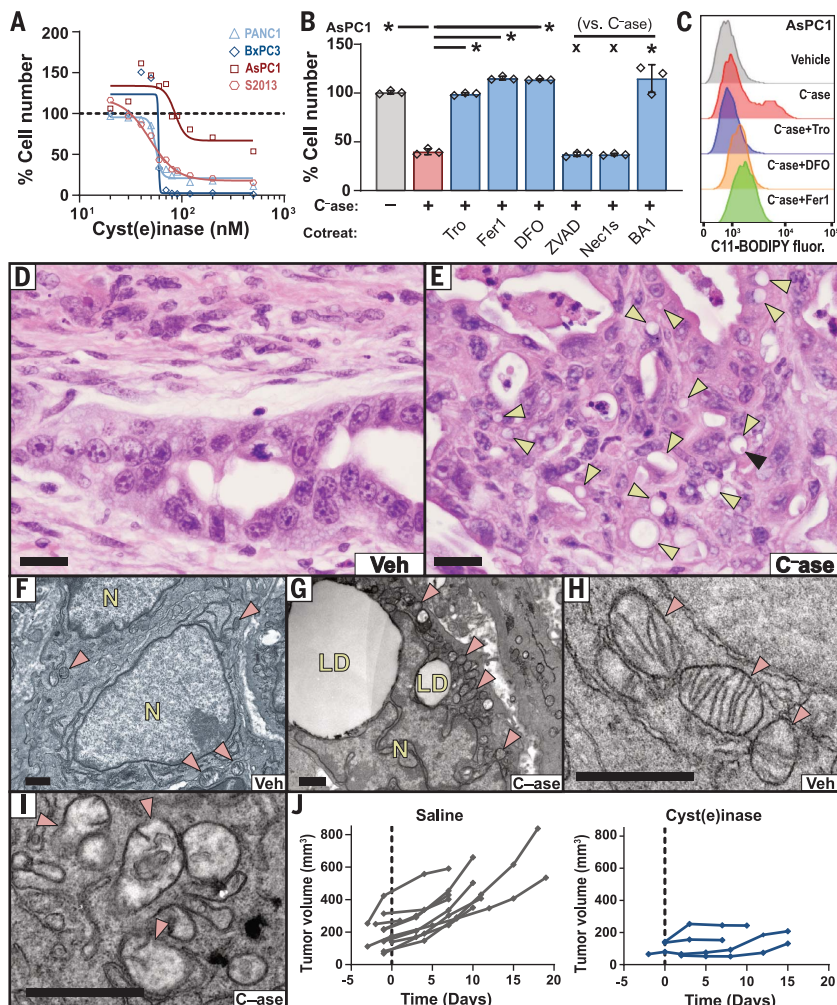 A
% Cell number
150
100
50
0
10¹
10²
10³
Cyst(e)inase (nM)
PANC1
BxPC3
AsPC1
S2013
B
AsPC1
*
*
*
*
(vs. C⁻ase)
x
x
*
% Cell number
150
100
50
0
C⁻ase:
−
+
+
+
+
+
+
+
Cotreat:
Tro
Fer1
DFO
ZVAD
Nec1s
BA1
C
AsPC1
Vehicle
C⁻ase
C⁻ase+Tro
C⁻ase+DFO
C⁻ase+Fer1
0
10³
10⁴
10⁵
C11-BODIPY fluor.
D
Veh
E
C⁻ase
F
N
N
Veh
G
LD
LD
N
C–ase
H
Veh
I
C–ase
J
Saline
Tumor volume (mm³)
800
600
400
200
0
-5
0
5
10
15
20
Time (Days)
Cyst(e)inase
Tumor volume (mm³)
800
600
400
200
0
-5
0
5
10
15
20
Time (Days)